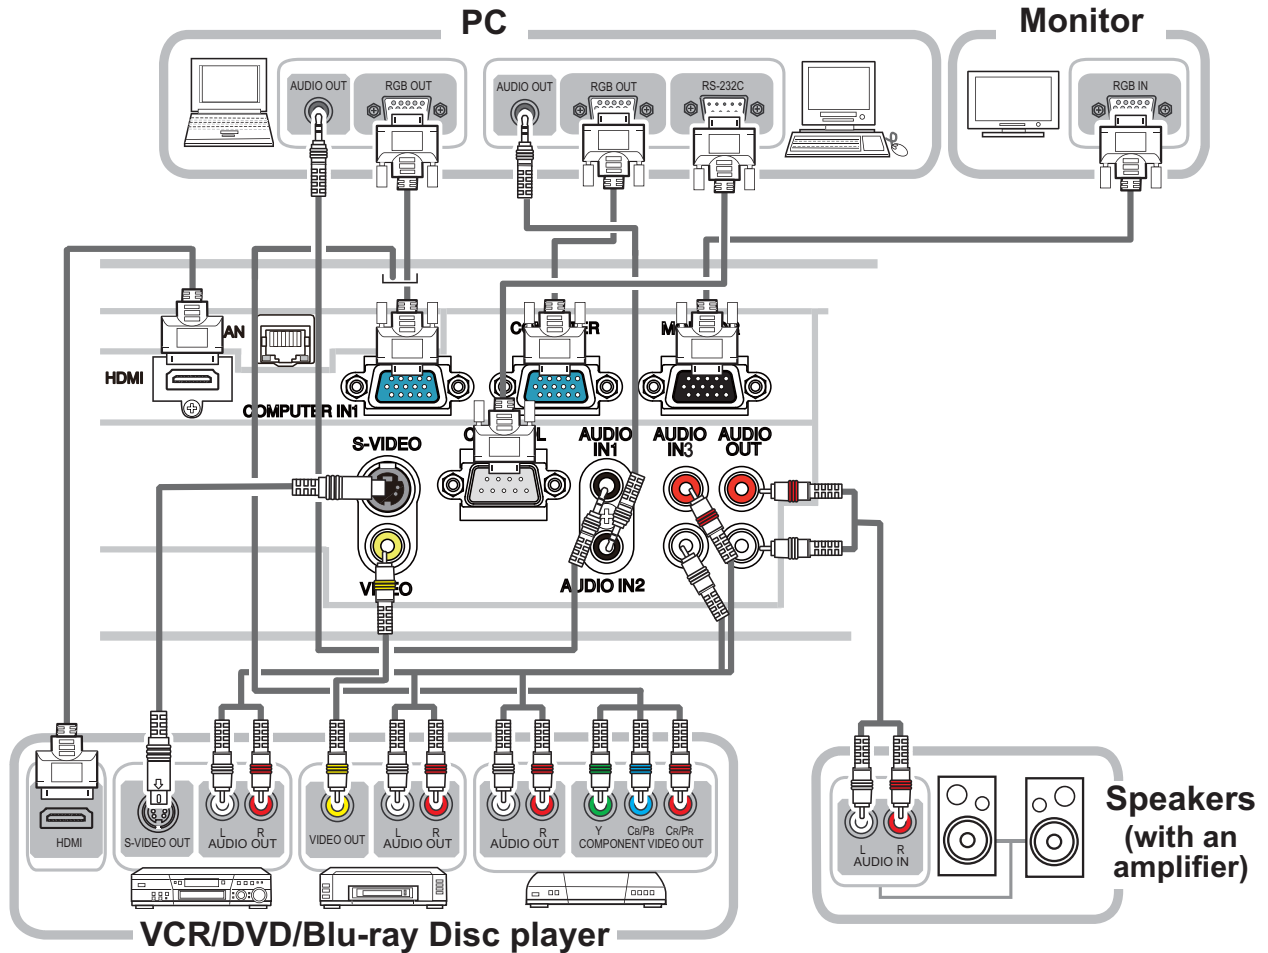 PC
Monitor
AUDIO OUT
RGB OUT
AUDIO OUT
RGB OUT
RS-232C
RGB IN
AN
HDMI
COMPUTER IN1
S-VIDEO
AUDIO
IN1
AUDIO
IN3
AUDIO
OUT
AUDIO IN2
HDMI
S-VIDEO OUT
L R
AUDIO OUT
VIDEO OUT
L R
AUDIO OUT
L R
AUDIO OUT
Y CB/PB CR/PR
COMPONENT VIDEO OUT
L R
AUDIO IN
Speakers
(with an
amplifier)
VCR/DVD/Blu-ray Disc player